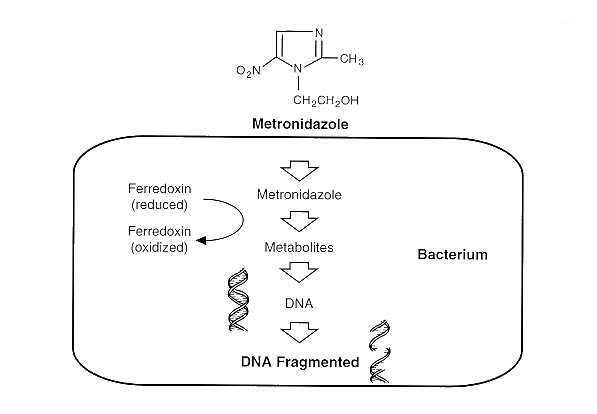 N
O₂N
N
CH₃
CH₂CH₂OH
Metronidazole
Ferredoxin
(reduced)
Metronidazole
Ferredoxin
(oxidized)
Metabolites
Bacterium
DNA
DNA Fragmented